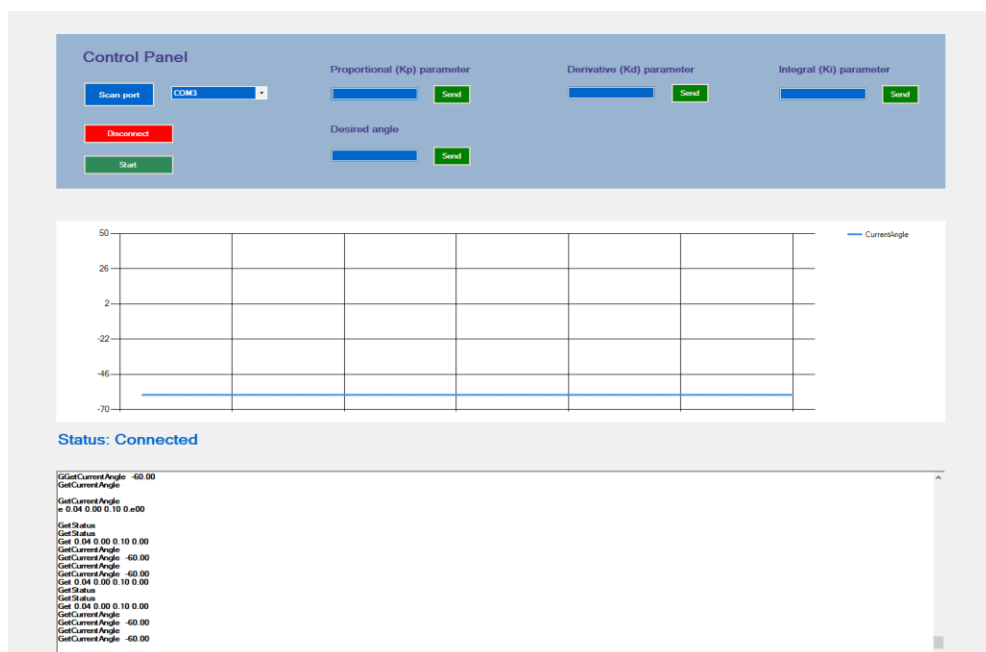 Control Panel
Proportional (Kp) parameter
Derivative (Kd) parameter
Integral (Ki) parameter
Scan port
COM3
Send
Send
Send
Disconnect
Desired angle
Start
Send
50
CurrentAngle
26
2
-22
-46
-70
Status: Connected
GGetCurrentAngle -60.00
GetCurrentAngle
GetCurrentAngle
e 0.04 0.00 0.10 0.e00
GetStatus
GetStatus
Get 0.04 0.00 0.10 0.00
GetCurrentAngle
GetCurrentAngle -60.00
GetCurrentAngle
GetCurrentAngle -60.00
Get 0.04 0.00 0.10 0.00
GetStatus
GetStatus
Get 0.04 0.00 0.10 0.00
GetCurrentAngle
GetCurrentAngle -60.00
GetCurrentAngle
GetCurrentAngle -60.00